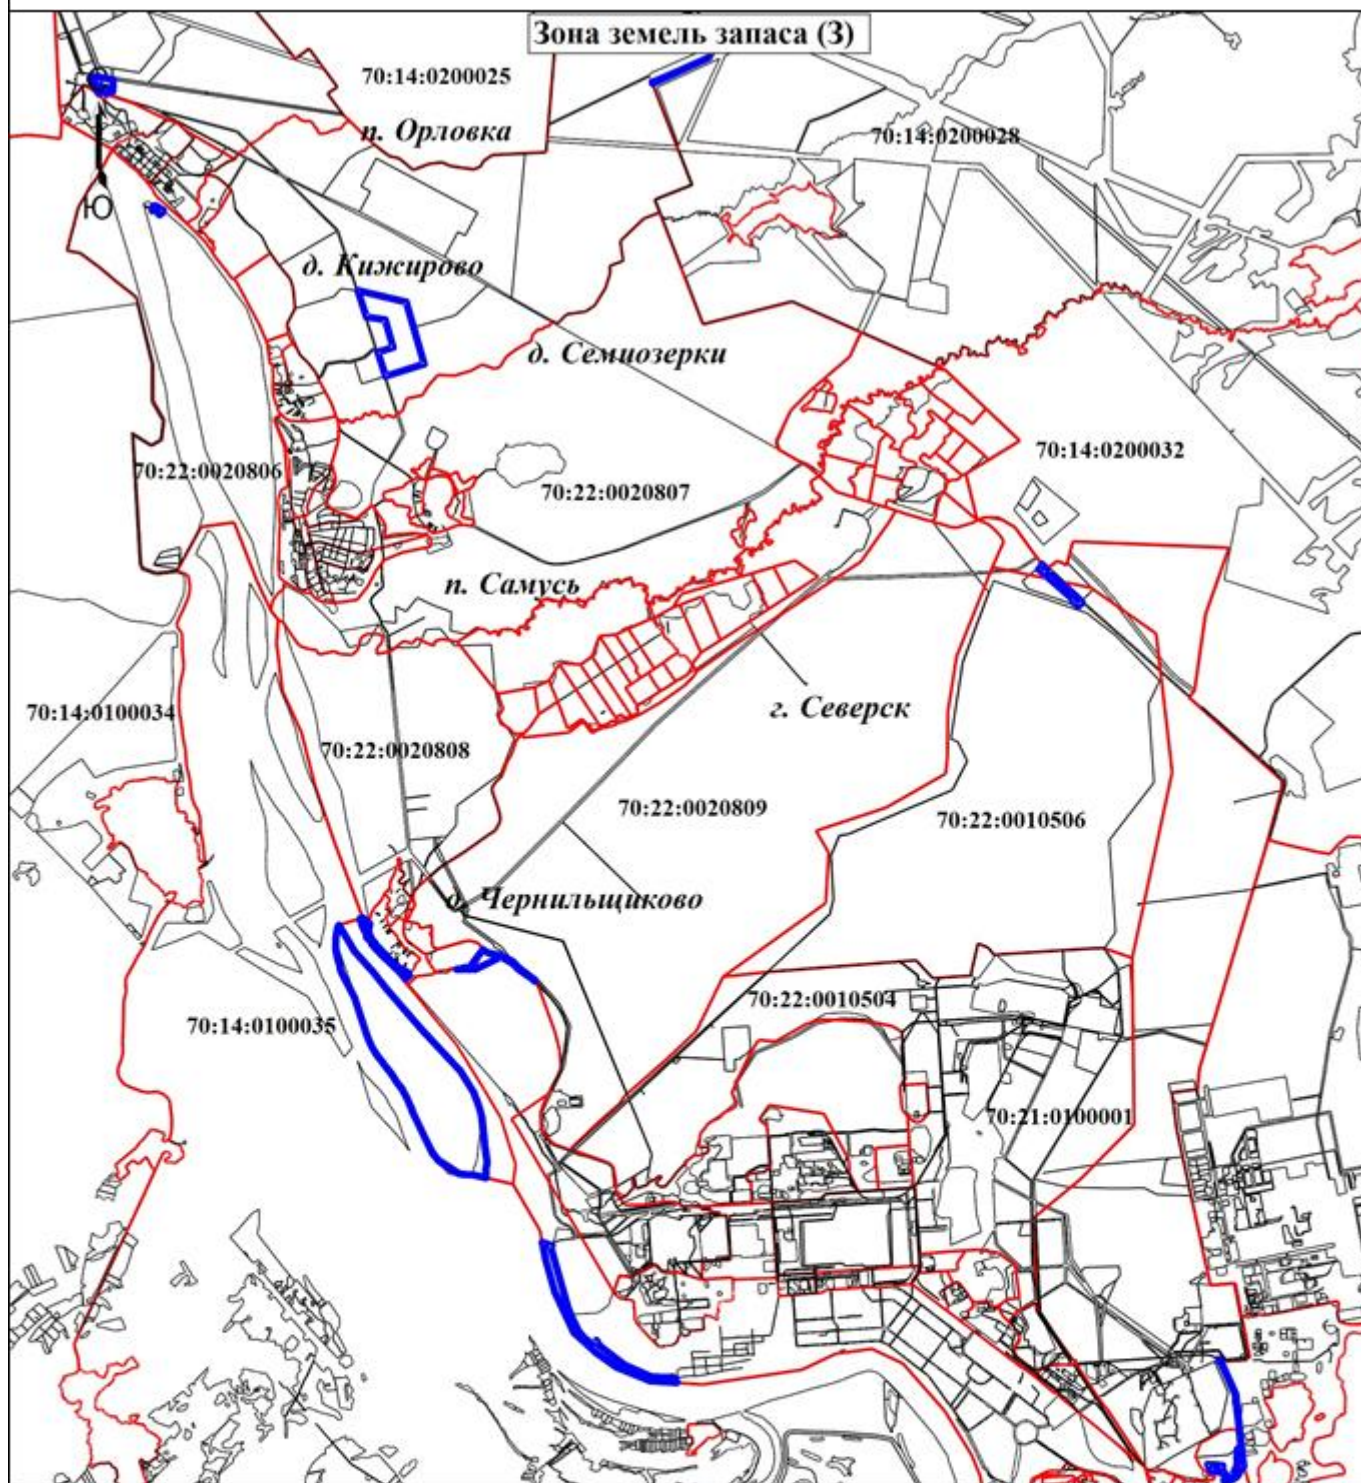 Зона земель запаса (З)
70:14:0200025
п. Орловка
70:14:0200028
Ю
д. Кижирово
д. Семиозерки
70:14:0200032
70:22:0020806
70:22:0020807
п. Самусь
70:14:0100034
г. Северск
70:22:0020808
70:22:0020809
70:22:0010506
д. Чернильщиково
70:22:0010504
70:14:0100035
70:21:0100001